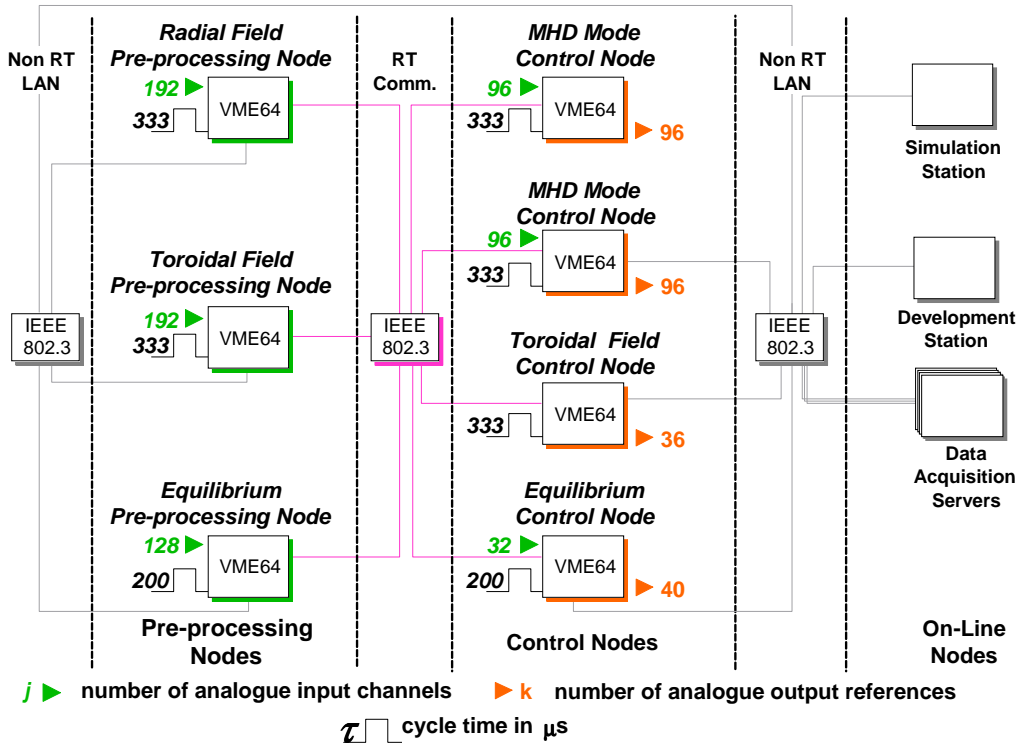 Non RT
LAN
Radial Field
Pre-processing Node
192
333
VME64
RT
Comm.
MHD Mode
Control Node
96
333
VME64
96
Non RT
LAN
Simulation
Station
Toroidal Field
Pre-processing Node
192
333
VME64
IEEE
802.3
IEEE
802.3
MHD Mode
Control Node
96
333
VME64
96
Toroidal Field
Control Node
333
VME64
36
IEEE
802.3
Development
Station
Data
Acquisition
Servers
Equilibrium
Pre-processing Node
128
200
VME64
Equilibrium
Control Node
32
200
VME64
40
Pre-processing
Nodes
Control Nodes
On-Line
Nodes
j number of analogue input channels
k number of analogue output references
τ cycle time in μs